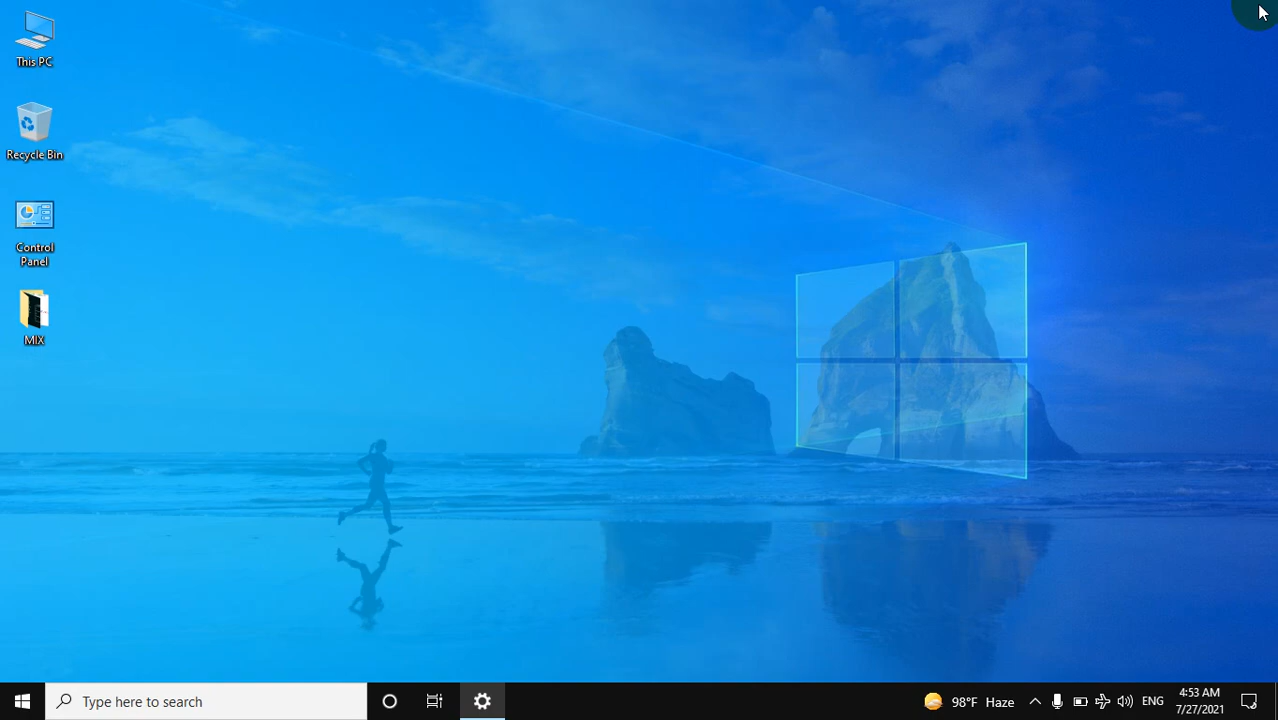 This PC
Recycle Bin
Control
Panel
MIX
Type here to search
98°F Haze
ENG
4:53 AM
7/27/2021